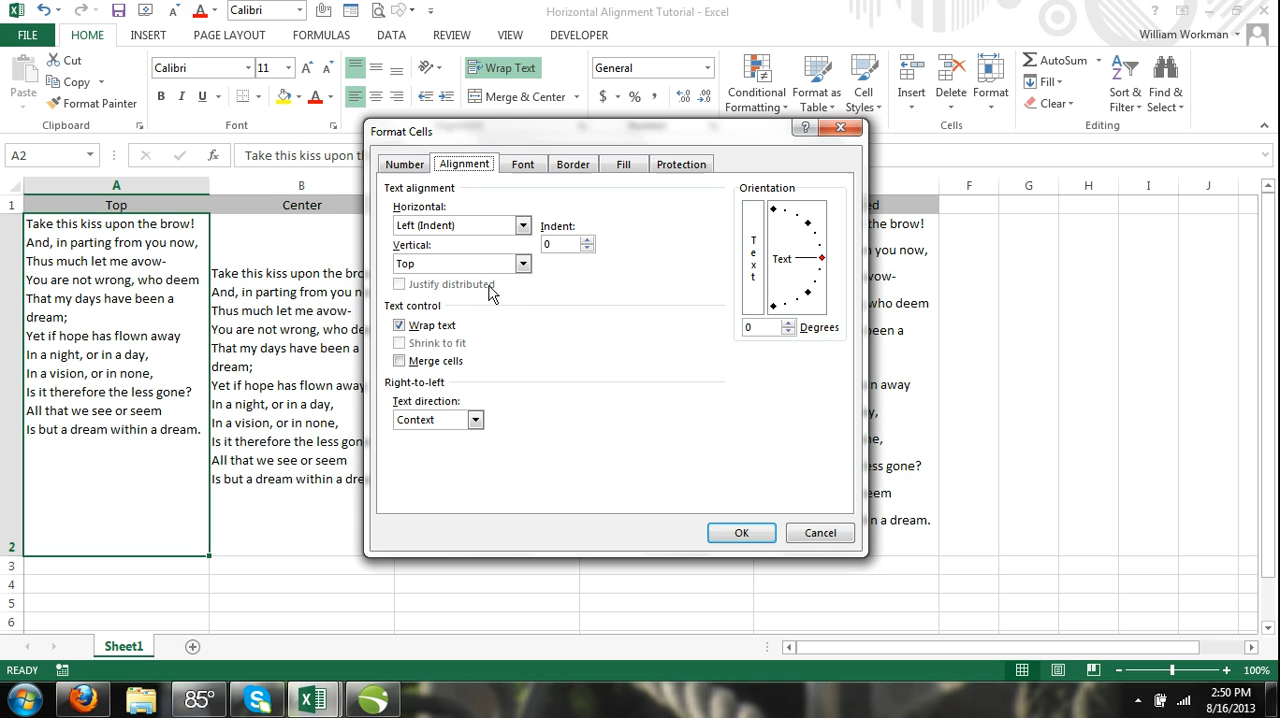 Calibri
Horizontal Alignment Tutorial - Excel
FILE HOME INSERT PAGE LAYOUT FORMULAS DATA REVIEW VIEW DEVELOPER William Workman
Paste
Cut
Copy
Format Painter
Clipboard
Calibri 11
B I U
Font
Wrap Text
Merge & Center
General
$ % ,
Conditional Formatting
Format as Table
Cell Styles
Insert Delete Format
Cells
AutoSum
Fill
Clear
Sort & Filter
Find & Select
Editing
A2
fx
Take this kiss upon t
A B F G H I J
1 Top Center ed
2
Take this kiss upon the brow!
And, in parting from you now,
Thus much let me avow-
You are not wrong, who deem
That my days have been a
dream;
Yet if hope has flown away
In a night, or in a day,
In a vision, or in none,
Is it therefore the less gone?
All that we see or seem
Is but a dream within a dream.
Take this kiss upon the bro
And, in parting from you n
Thus much let me avow-
You are not wrong, who de
That my days have been a
dream;
Yet if hope has flown away
In a night, or in a day,
In a vision, or in none,
Is it therefore the less gon
All that we see or seem
Is but a dream within a dre
he brow!
m you now,
vow-
who deem
been a
n away
y,
ne,
ess gone?
eem
n a dream.
3
4
5
6
Format Cells
Number Alignment Font Border Fill Protection
Text alignment
Horizontal:
Left (Indent)
Indent:
0
Vertical:
Top
Justify distributed
Text control
Wrap text
Shrink to fit
Merge cells
Right-to-left
Text direction:
Context
Orientation
T
e
x
t
Text
0 Degrees
OK Cancel
Sheet1
READY
100%
85°
2:50 PM
8/16/2013